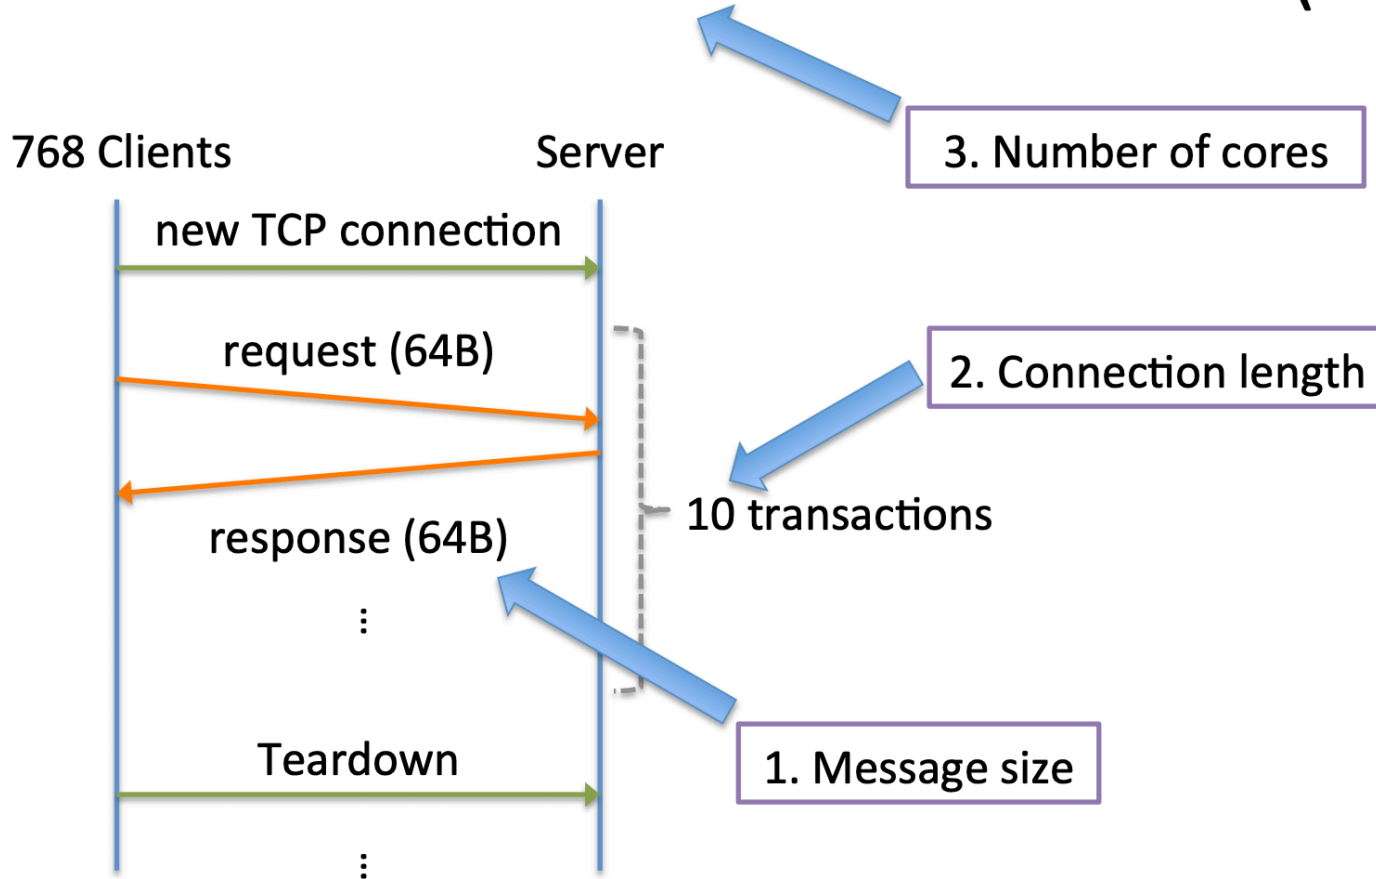 768 Clients
Server
3. Number of cores
new TCP connection
request (64B)
2. Connection length
10 transactions
response (64B)
⋮
Teardown
1. Message size
⋮